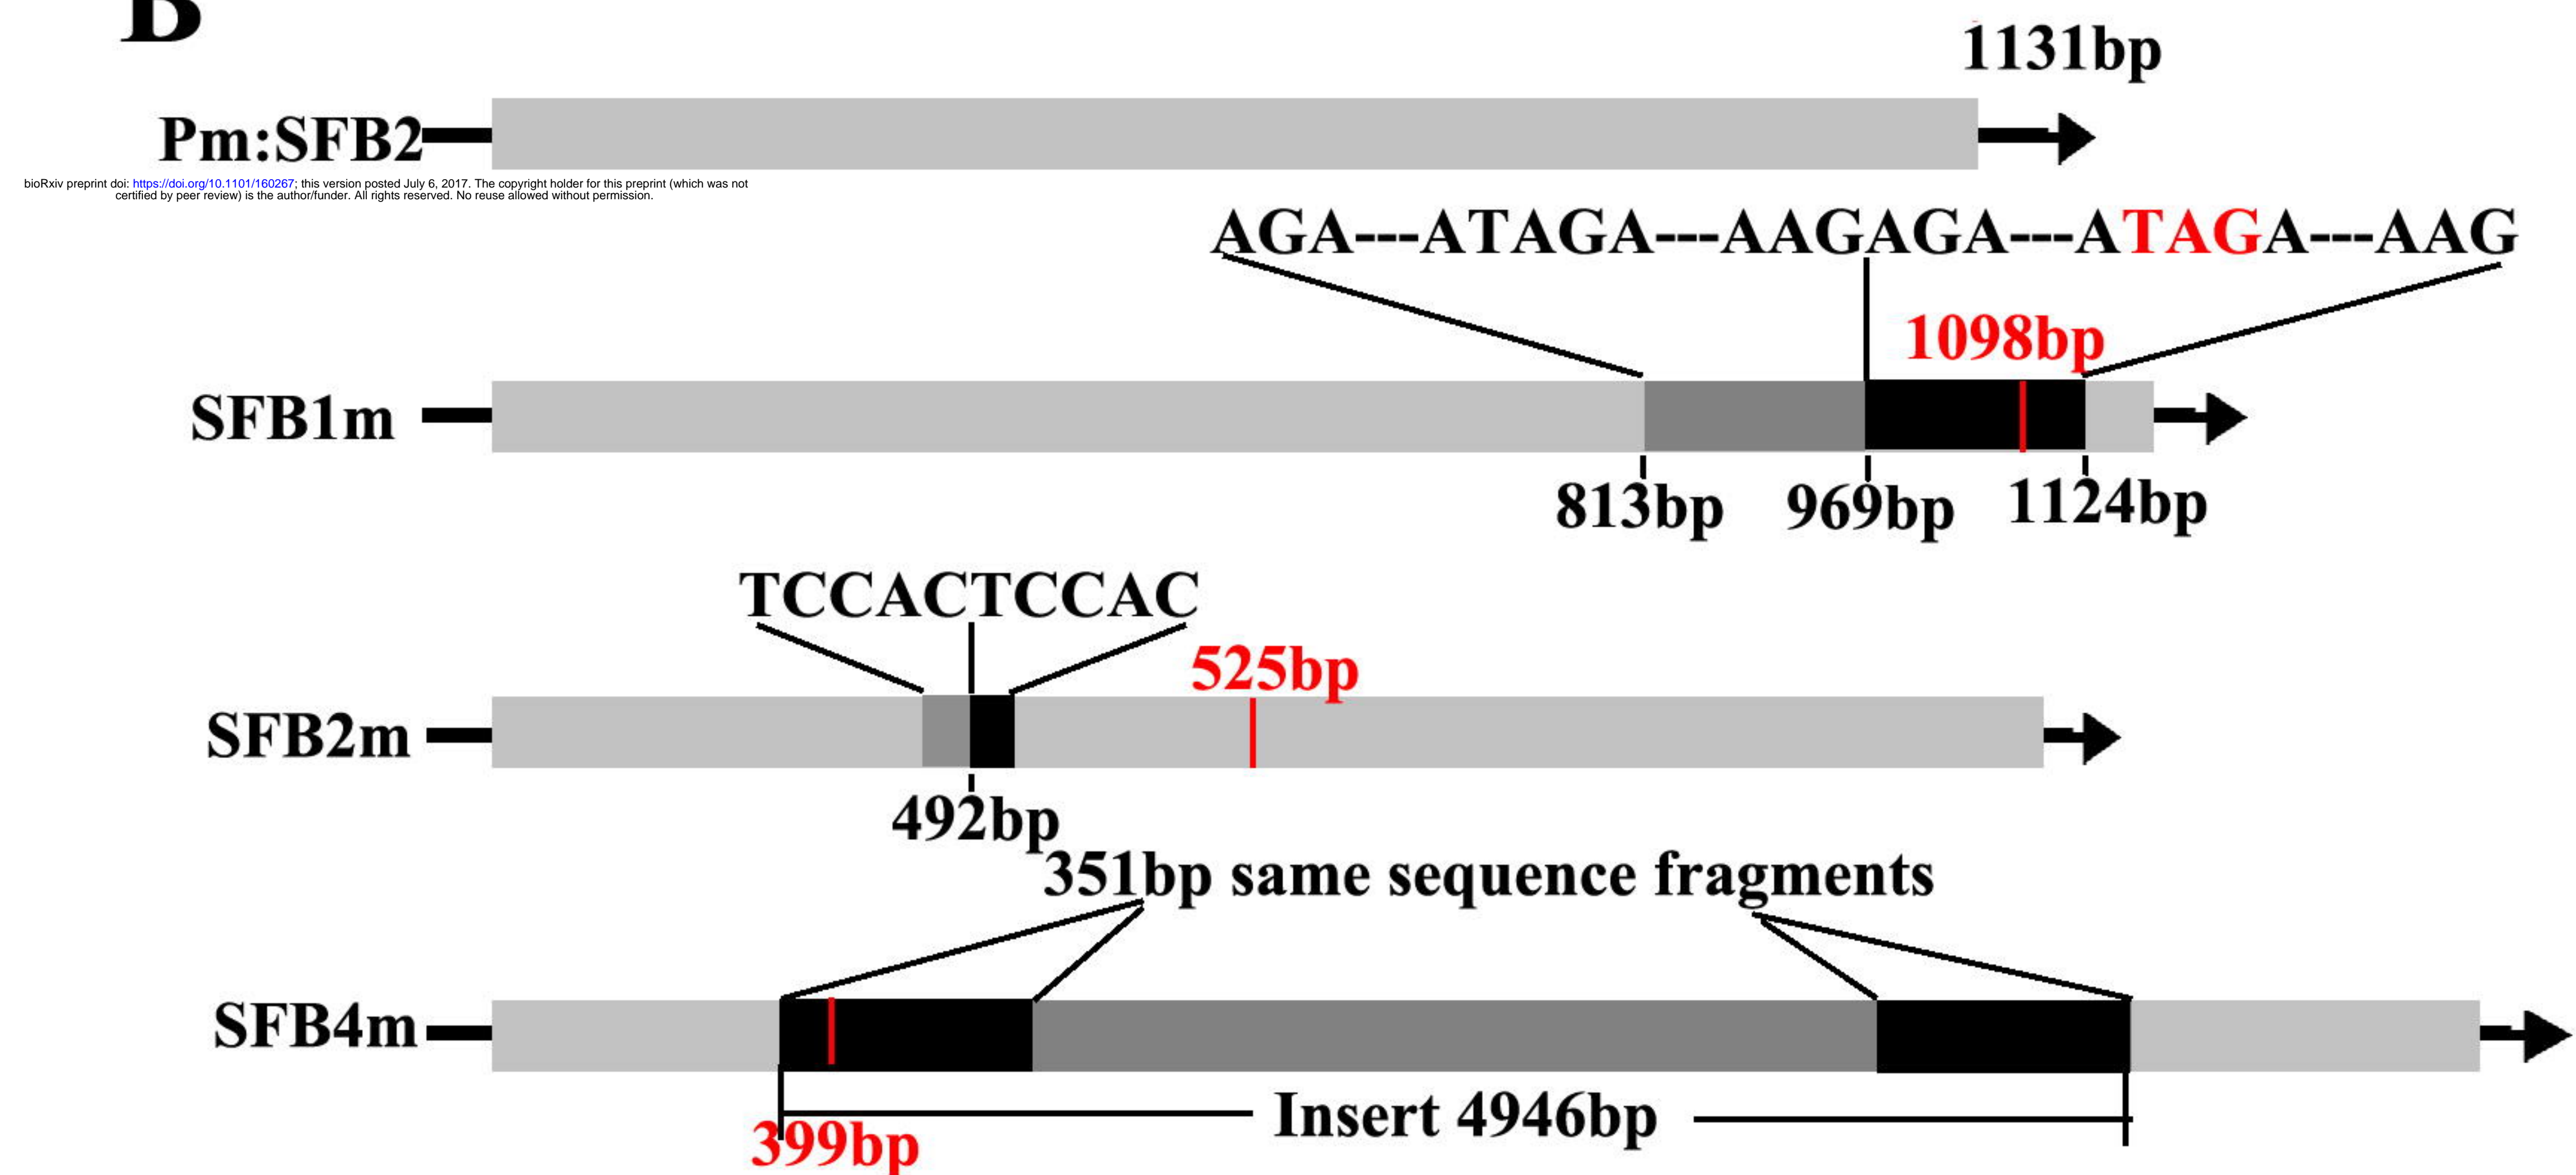 B
1131bp
Pm:SFB2
bioRxiv preprint doi: https://doi.org/10.1101/160267; this version posted July 6, 2017. The copyright holder for this preprint (which was not
certified by peer review) is the author/funder. All rights reserved. No reuse allowed without permission.
AGA---ATAGA---AAGAGA---ATAGA---AAG
1098bp
SFB1m
813bp 969bp 1124bp
TCCACTCCAC
525bp
SFB2m
492bp
351bp same sequence fragments
SFB4m
Insert 4946bp
399bp